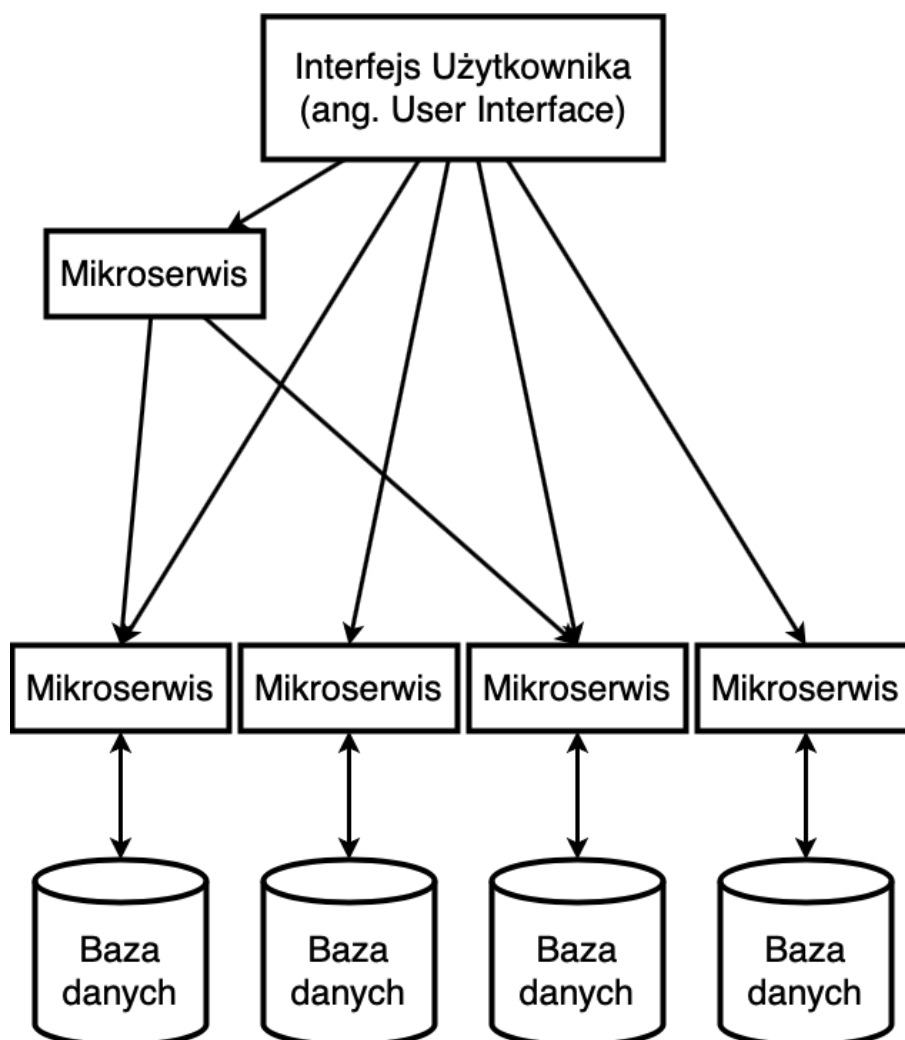 Interfejs Użytkownika
(ang. User Interface)
Mikroserwis
Mikroserwis
Mikroserwis
Mikroserwis
Mikroserwis
Baza
danych
Baza
danych
Baza
danych
Baza
danych